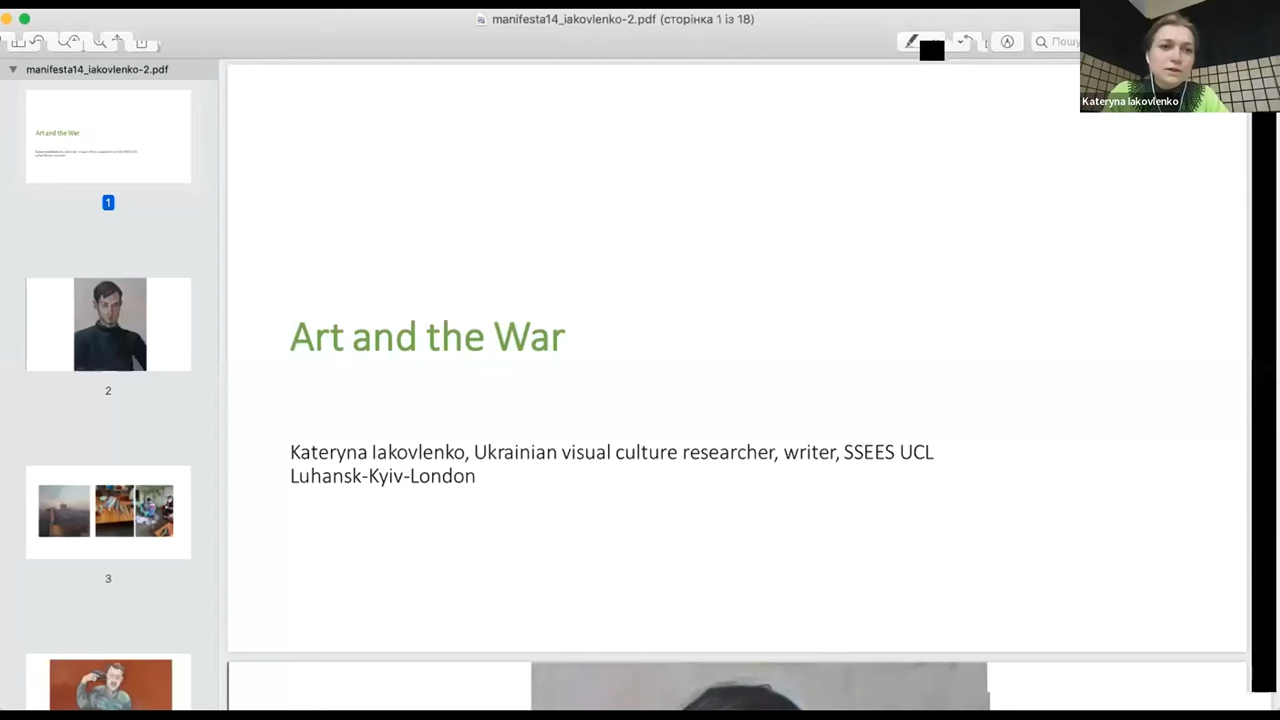 manifesta14_iakovlenko-2.pdf (сторінка 1 із 18)
Пошу
manifesta14_iakovlenko-2.pdf
Kateryna Iakovlenko
Art and the War
1
2
3
Art and the War
Kateryna Iakovlenko, Ukrainian visual culture researcher, writer, SSEES UCL
Luhansk-Kyiv-London